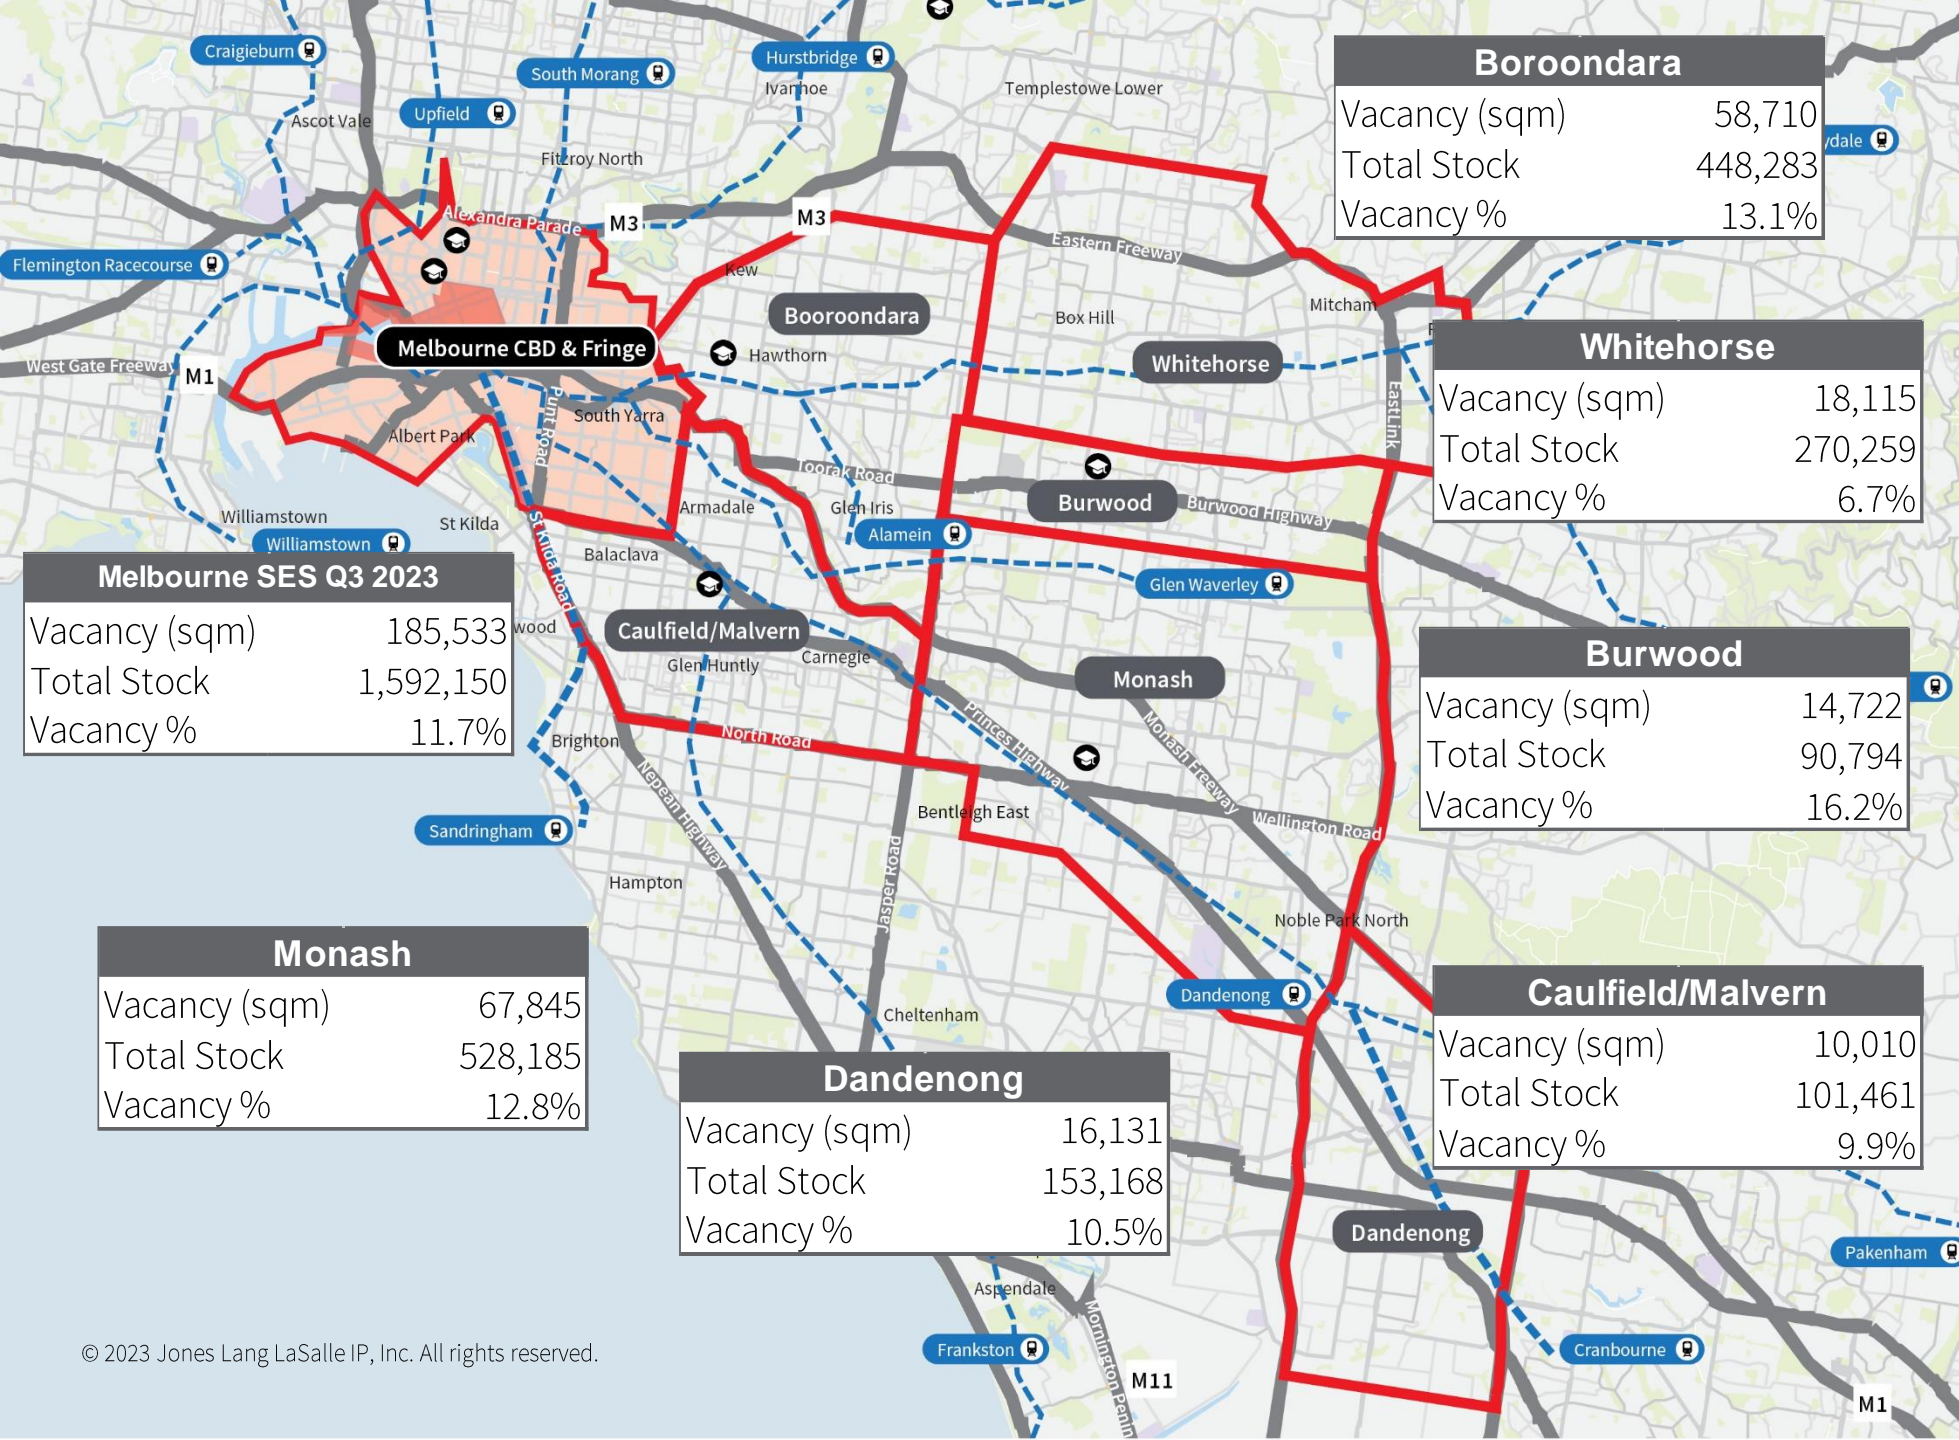 Craigieburn
South Morang
Hurstbridge
Ivanhoe
Templestowe Lower
Upfield
Ascot Vale
Fitzroy North
Alexandra Parade
M3
M3
Eastern Freeway
Flemington Racecourse
Kew
Booroondara
Box Hill
Mitcham
Melbourne CBD & Fringe
Hawthorn
Whitehorse
West Gate Freeway
M1
EastLink
Punt Road
South Yarra
Albert Park
Toorak Road
Burwood
Burwood Highway
Armadale
Glen Iris
Williamstown
St Kilda
Williamstown
St Kilda Road
Alamein
Balaclava
Glen Waverley
Caulfield/Malvern
wood
Glen Huntly
Carnegie
Monash
Princes Highway
Monash Freeway
North Road
Brighton
Nepean Highway
Bentleigh East
Wellington Road
Sandringham
Jasper Road
Hampton
Noble Park North
Dandenong
Cheltenham
Dandenong
Pakenham
Aspendale
Mornington Penin
Frankston
M11
Cranbourne
M1
ydale
Boroondara
Vacancy (sqm) 58,710
Total Stock 448,283
Vacancy % 13.1%
Whitehorse
Vacancy (sqm) 18,115
Total Stock 270,259
Vacancy % 6.7%
Melbourne SES Q3 2023
Vacancy (sqm) 185,533
Total Stock 1,592,150
Vacancy % 11.7%
Burwood
Vacancy (sqm) 14,722
Total Stock 90,794
Vacancy % 16.2%
Monash
Vacancy (sqm) 67,845
Total Stock 528,185
Vacancy % 12.8%
Dandenong
Vacancy (sqm) 16,131
Total Stock 153,168
Vacancy % 10.5%
Caulfield/Malvern
Vacancy (sqm) 10,010
Total Stock 101,461
Vacancy % 9.9%
© 2023 Jones Lang LaSalle IP, Inc. All rights reserved.